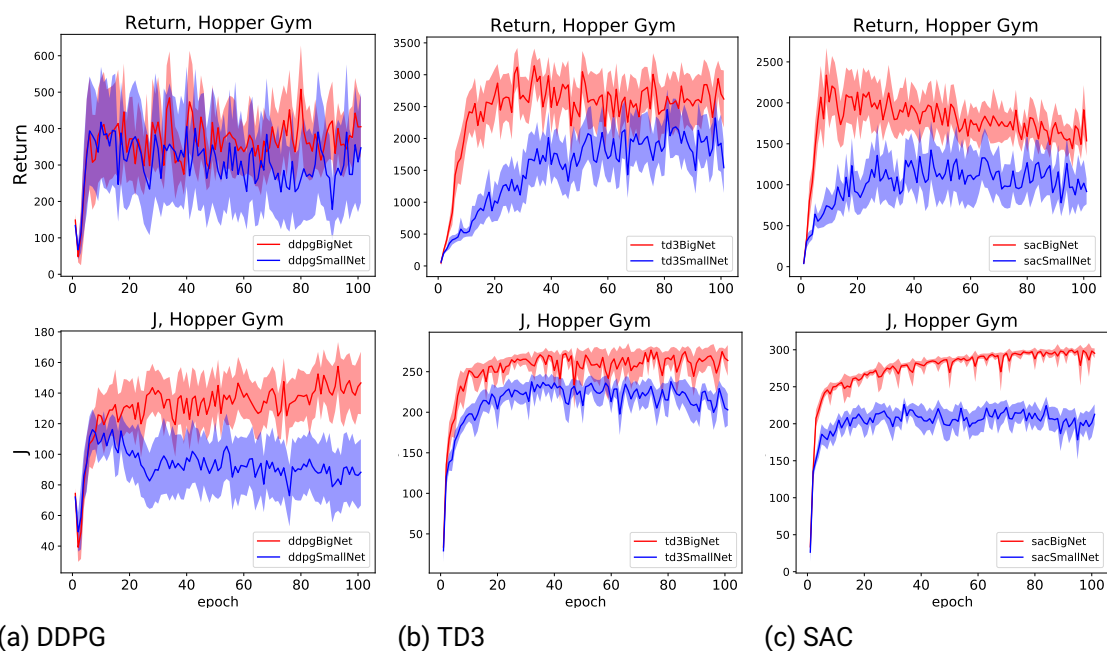 Return, Hopper Gym
Return
600
500
400
300
200
100
0
0 20 40 60 80 100
ddpgBigNet
ddpgSmallNet
Return, Hopper Gym
3500
3000
2500
2000
1500
1000
500
0
0 20 40 60 80 100
td3BigNet
td3SmallNet
Return, Hopper Gym
2500
2000
1500
1000
500
0
0 20 40 60 80 100
sacBigNet
sacSmallNet
J, Hopper Gym
J
180
160
140
120
100
80
60
40
0 20 40 60 80 100
epoch
ddpgBigNet
ddpgSmallNet
J, Hopper Gym
250
200
150
100
50
0 20 40 60 80 100
epoch
td3BigNet
td3SmallNet
J, Hopper Gym
300
250
200
150
100
50
0
0 20 40 60 80 100
epoch
sacBigNet
sacSmallNet
(a) DDPG
(b) TD3
(c) SAC